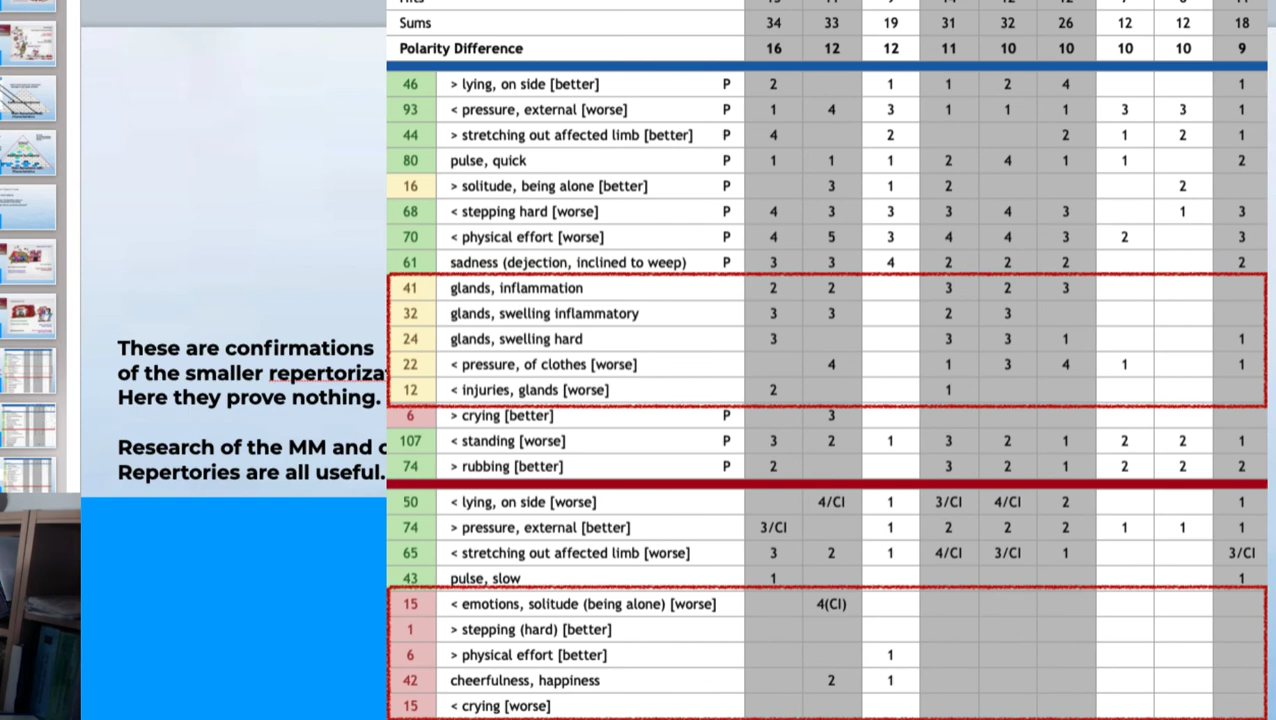 Sums 34 33 19 31 32 26 12 12 18
Polarity Difference 16 12 12 11 10 10 10 10 9
46 > lying, on side [better] P 2 1 1 2 4 1
93 < pressure, external [worse] P 1 4 3 1 1 1 3 3 1
44 > stretching out affected limb [better] P 4 2 2 1 2 1
80 pulse, quick P 1 1 1 2 4 1 1 2
16 > solitude, being alone [better] P 3 1 2 2
68 < stepping hard [worse] P 4 3 3 3 4 3 1 3
70 < physical effort [worse] P 4 5 3 4 4 3 2 3
61 sadness (dejection, inclined to weep) P 3 3 4 2 2 2 2
41 glands, inflammation 2 2 3 2 3
32 glands, swelling inflammatory 3 3 2 3
24 glands, swelling hard 3 3 3 1 1
22 < pressure, of clothes [worse] 4 1 3 4 1 1
12 < injuries, glands [worse] 2 1
6 > crying [better] P 3
107 < standing [worse] P 3 2 1 3 2 1 2 2 1
74 > rubbing [better] P 2 3 2 1 2 2 2
50 < lying, on side [worse] 4/CI 1 3/CI 4/CI 2 1
74 > pressure, external [better] 3/CI 1 2 2 2 1 1 1
65 < stretching out affected limb [worse] 3 2 1 4/CI 3/CI 1 3/CI
43 pulse, slow 1 1
15 < emotions, solitude (being alone) [worse] 4(CI)
1 > stepping (hard) [better]
6 > physical effort [better] 1
42 cheerfulness, happiness 2 1
15 < crying [worse]
These are confirmations
of the smaller repertoriza
Here they prove nothing.
Research of the MM and c
Repertories are all useful.